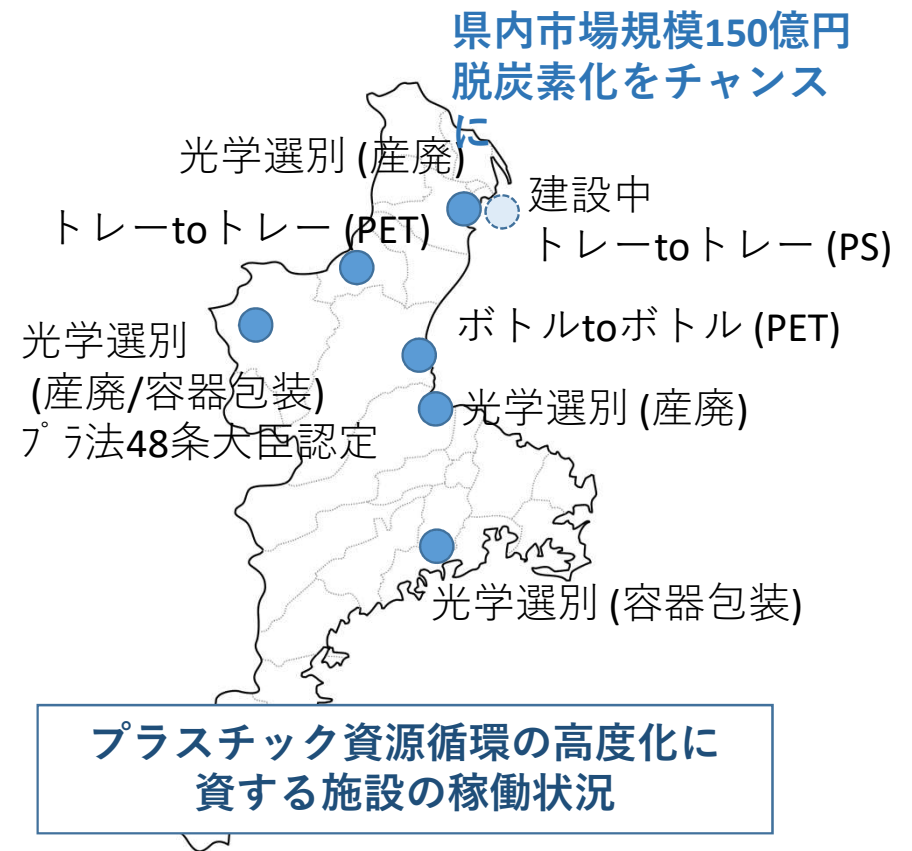 県内市場規模150億円
脱炭素化をチャンス
に
光学選別 (産廃)
建設中
トレーtoトレー (PS)
トレーtoトレー (PET)
ボトルtoボトル (PET)
光学選別
(産廃/容器包装)
プラ法48条大臣認定
光学選別 (産廃)
光学選別 (容器包装)
プラスチック資源循環の高度化に
資する施設の稼働状況